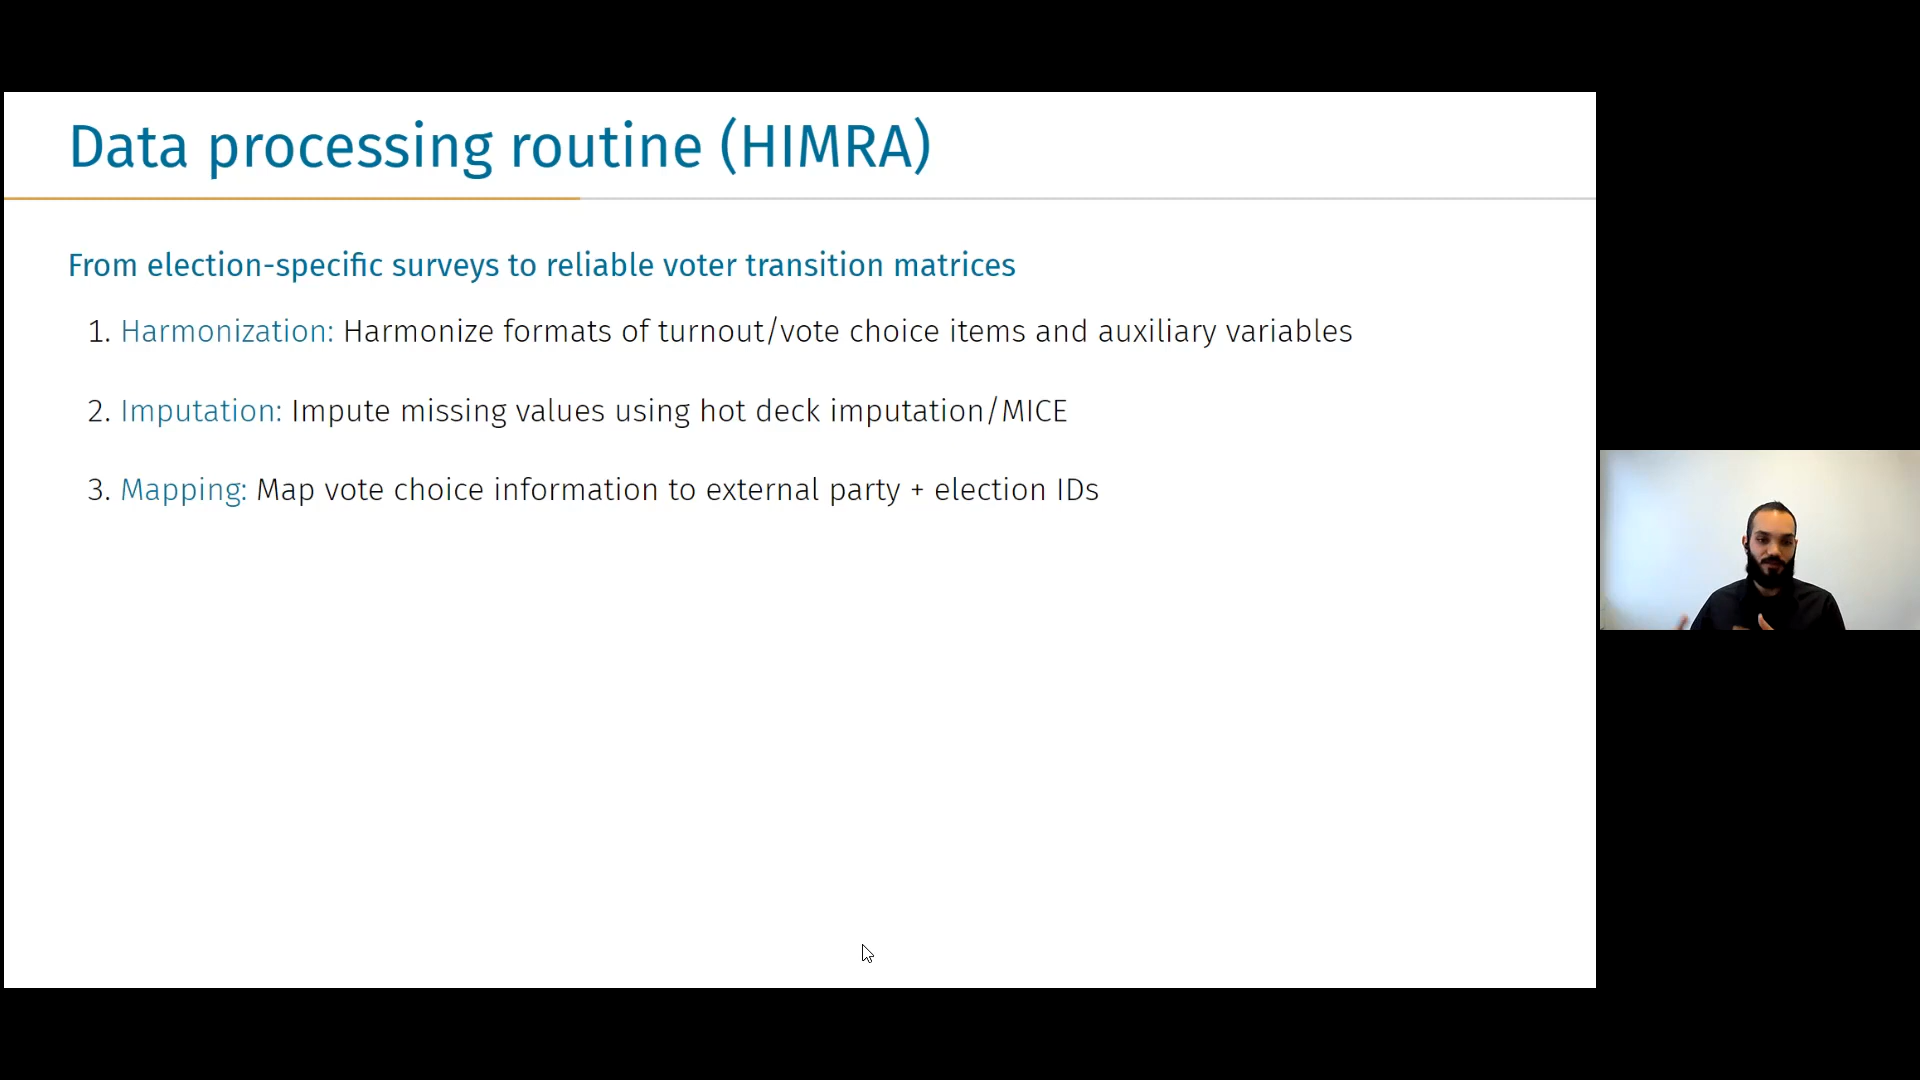 Data processing routine (HIMRA)
From election-specific surveys to reliable voter transition matrices
1. Harmonization: Harmonize formats of turnout/vote choice items and auxiliary variables
2. Imputation: Impute missing values using hot deck imputation/MICE
3. Mapping: Map vote choice information to external party + election IDs